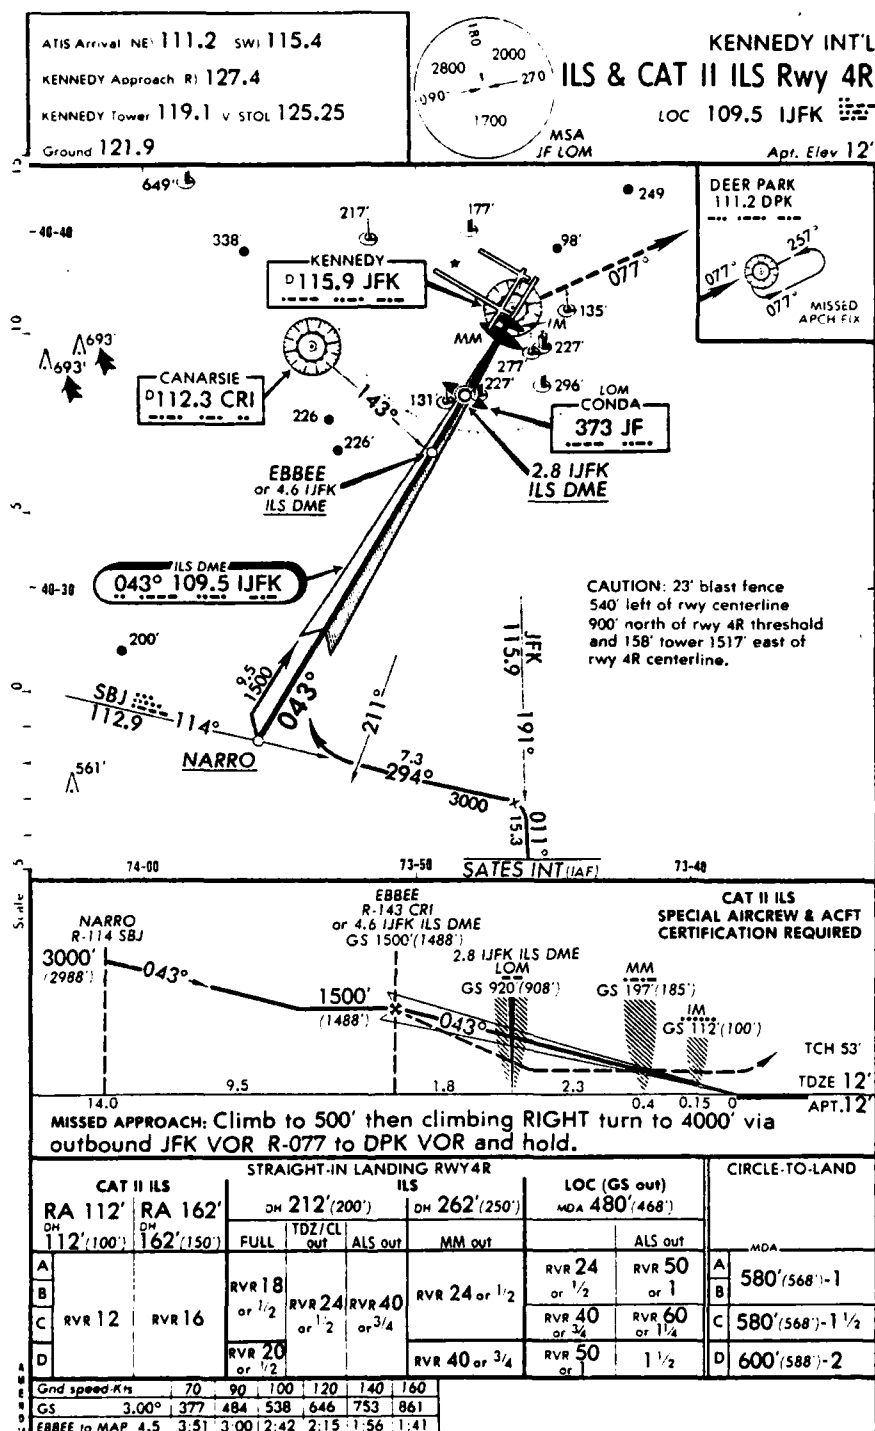 ATIS Arrival NE) 111.2 SW) 115.4
KENNEDY Approach R) 127.4
KENNEDY Tower 119.1 v STOL 125.25
Ground 121.9
180
2000
2800
270
090°
1700
MSA
JF LOM
KENNEDY INT'L
ILS & CAT II ILS Rwy 4R
LOC 109.5 IJFK
Apt. Elev 12'
649'
217'
177'
249
338'
98'
DEER PARK
111.2 DPK
257°
077°
077°
MISSED
APCH FIX
40-40
KENNEDY
D115.9 JFK
077°
135'
IM
MM
693'
693'
277'
227'
227'
CANARSIE
D112.3 CRI
143°
131'
296'
LOM
CONDA
373 JF
226
226'
EBBEE
or 4.6 IJFK
ILS DME
2.8 IJFK
ILS DME
ILS DME
043° 109.5 IJFK
40-30
CAUTION: 23' blast fence
540' left of rwy centerline
900' north of rwy 4R threshold
and 158' tower 1517' east of
rwy 4R centerline.
200'
JFK
115.9
9.5
1500
043°
211°
191°
SBJ
112.9
114°
NARRO
7.3
294°
3000
561'
15.3
011°
SATES INT (IAF)
74-00
73-50
73-40
15
10
5
0
5
Scale
NARRO
R-114 SBJ
3000'
(2988')
043°
EBBEE
R-143 CRI
or 4.6 IJFK ILS DME
GS 1500'(1488')
CAT II ILS
SPECIAL AIRCREW & ACFT
CERTIFICATION REQUIRED
2.8 IJFK ILS DME
LOM
GS 920'(908')
MM
GS 197'(185')
IM
GS 112'(100')
1500'
(1488')
043°
TCH 53'
TDZE 12'
APT. 12'
9.5 1.8 2.3
14.0 0.4 0.15 0
MISSED APPROACH: Climb to 500' then climbing RIGHT turn to 4000' via
outbound JFK VOR R-077 to DPK VOR and hold.
STRAIGHT-IN LANDING RWY4R
CIRCLE-TO-LAND
CAT II ILS
ILS
LOC (GS out)
RA 112'
DH
112'(100')
RA 162'
DH
162'(150')
DH 212'(200')
DH 262'(250')
MDA 480'(468')
FULL
TDZ/CL
out
ALS out
MM out
ALS out
MDA
A
B
C
D
RVR 12
RVR 16
RVR 18
or 1/2
RVR 20
or 1/2
RVR 24
or 1/2
RVR 40
or 3/4
RVR 24 or 1/2
RVR 40 or 3/4
RVR 24
or 1/2
RVR 50
or 1
RVR 40
or 3/4
RVR 60
or 1 1/4
RVR 50
or 1
1 1/2
A
B
580'(568')-1
C 580'(568')-1 1/2
D 600'(588')-2
Gnd speed-Kts 70 90 100 120 140 160
GS 3.00° 377 484 538 646 753 861
EBBEE to MAP 4.5 3:51 3:00 2:42 2:15 1:56 1:41